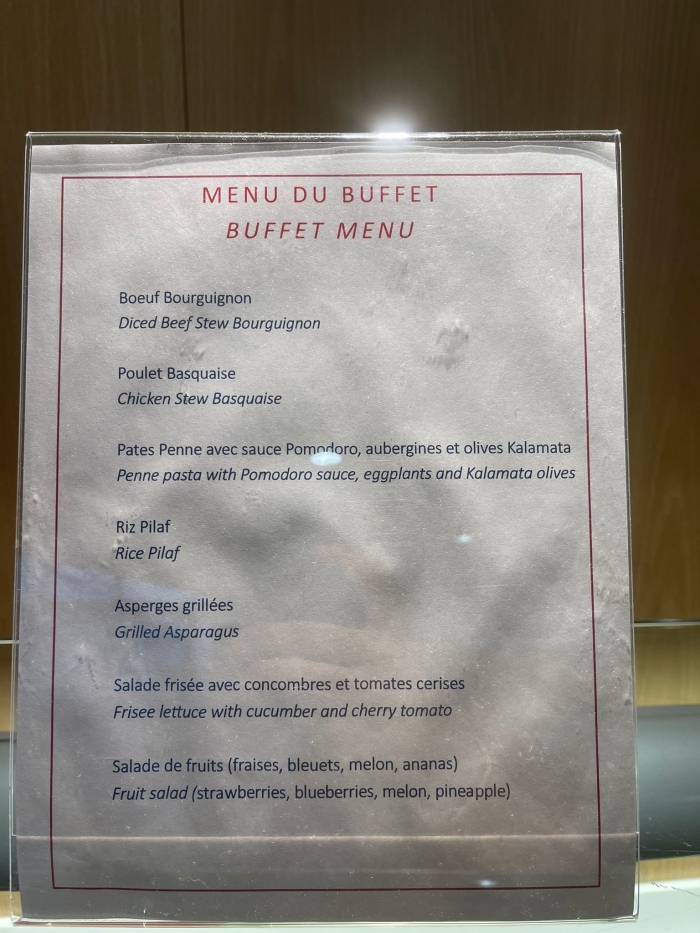 MENU DU BUFFET
BUFFET MENU
Boeuf Bourguignon
Diced Beef Stew Bourguignon
Poulet Basquaise
Chicken Stew Basquaise
Pates Penne avec sauce Pomodoro, aubergines et olives Kalamata
Penne pasta with Pomodoro sauce, eggplants and Kalamata olives
Riz Pilaf
Rice Pilaf
Asperges grillées
Grilled Asparagus
Salade frisée avec concombres et tomates cerises
Frisee lettuce with cucumber and cherry tomato
Salade de fruits (fraises, bleuets, melon, ananas)
Fruit salad (strawberries, blueberries, melon, pineapple)